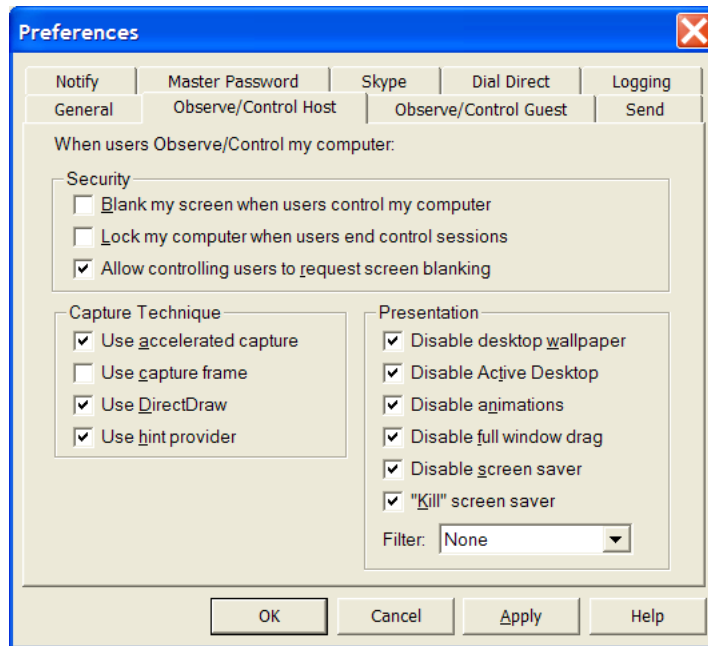 Preferences
Notify Master Password Skype Dial Direct Logging
General Observe/Control Host Observe/Control Guest Send
When users Observe/Control my computer:
Security
Blank my screen when users control my computer
Lock my computer when users end control sessions
Allow controlling users to request screen blanking
Capture Technique
Use accelerated capture
Use capture frame
Use DirectDraw
Use hint provider
Presentation
Disable desktop wallpaper
Disable Active Desktop
Disable animations
Disable full window drag
Disable screen saver
"Kill" screen saver
Filter: None
OK Cancel Apply Help